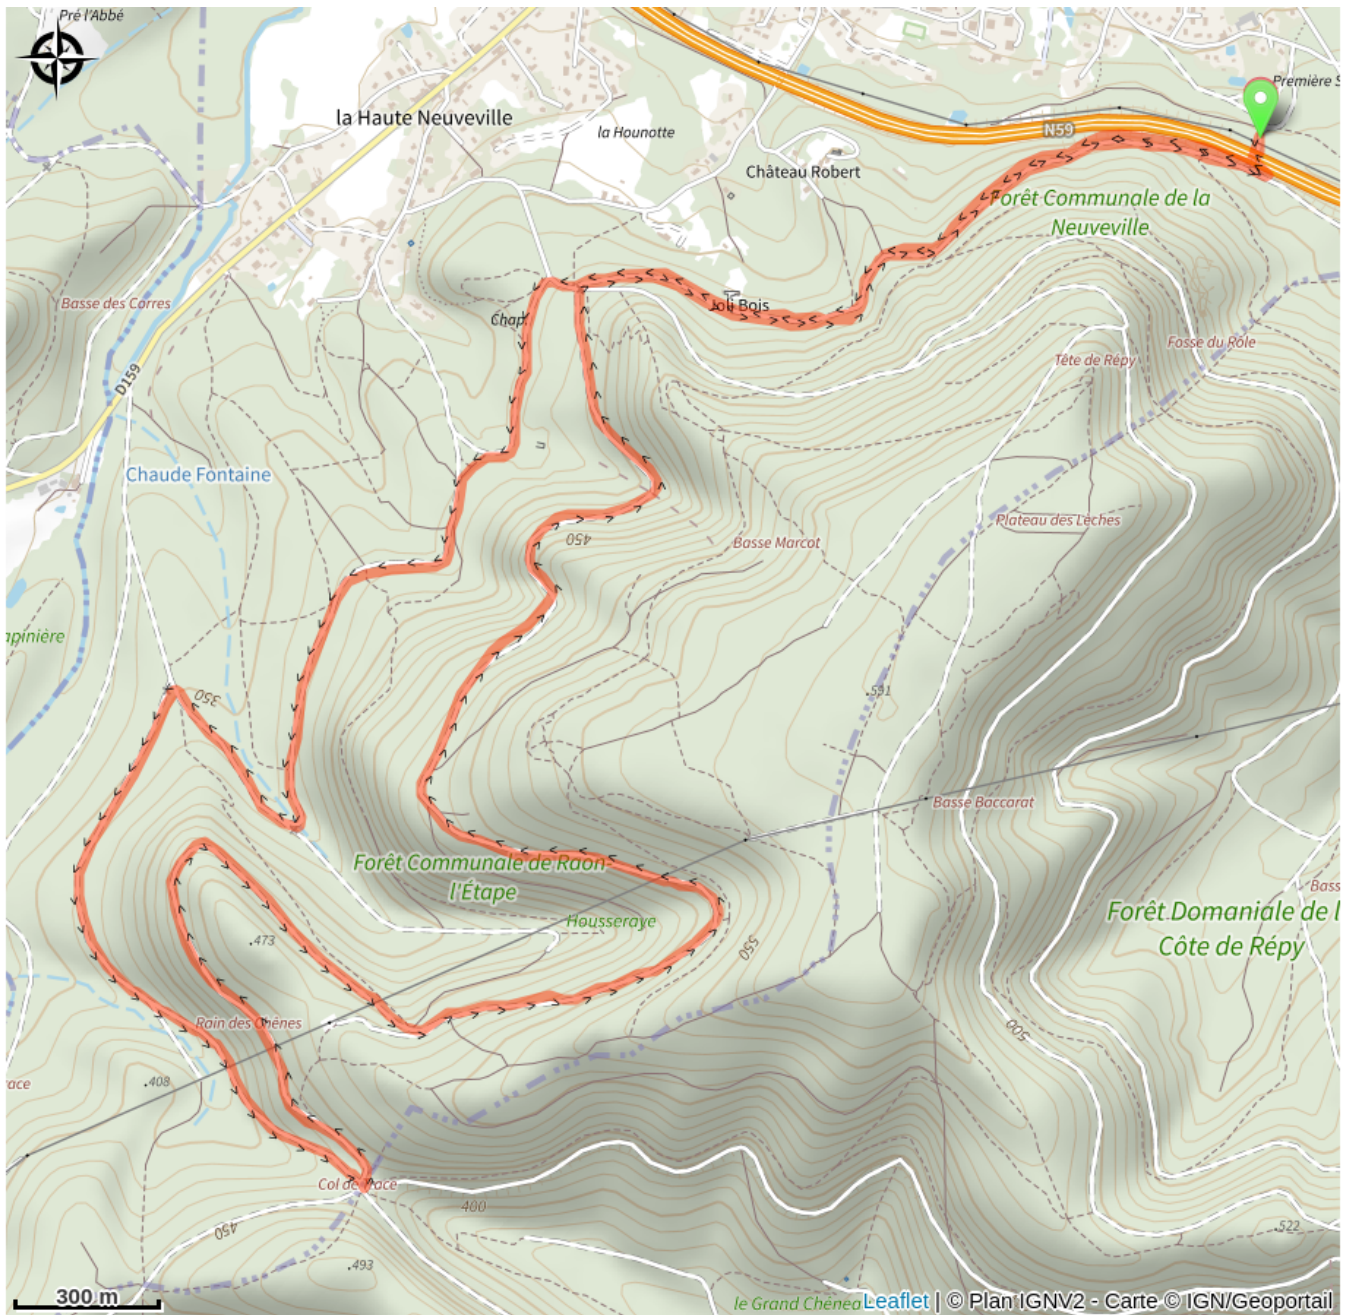 Pré l'Abbé
Première S
la Haute Neuveville
la Hounotte
N59
Château Robert
Forêt Communale de la
Neuveville
Basse des Carres
Joli Bois
Chap.
Fosse du Rôle
Tête de Répy
D159
Chaude Fontaine
Plateau des Lèches
450
Basse Marcot
apinière
350
551
Basse Baccarat
Forêt Communale de Raon-
l'Étape
Bass
Housseraye
Forêt Domaniale de l
Côte de Répy
473
550
Rain des Chênes
500
race
408
Col de Trace
400
450
522
493
300 m
le Grand Chêneau
Leaflet | © Plan IGNV2 - Carte © IGN/Geoportail